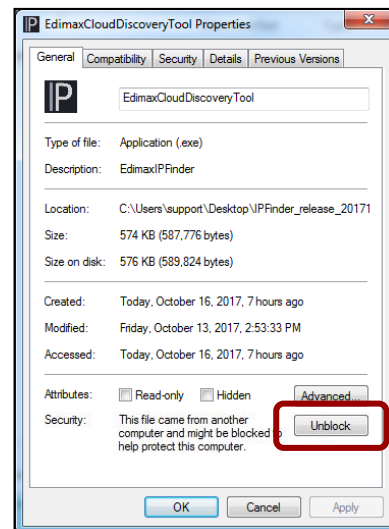 EdimaxCloudDiscoveryTool Properties
General Compatibility Security Details Previous Versions
IP
EdimaxCloudDiscoveryTool
Type of file: Application (.exe)
Description: EdimaxIPFinder
Location: C:\Users\support\Desktop\IPFinder_release_20171
Size: 574 KB (587,776 bytes)
Size on disk: 576 KB (589,824 bytes)
Created: Today, October 16, 2017, 7 hours ago
Modified: Friday, October 13, 2017, 2:53:33 PM
Accessed: Today, October 16, 2017, 7 hours ago
Attributes: Read-only Hidden Advanced...
Security: This file came from another
computer and might be blocked to
help protect this computer.
Unblock
OK Cancel Apply